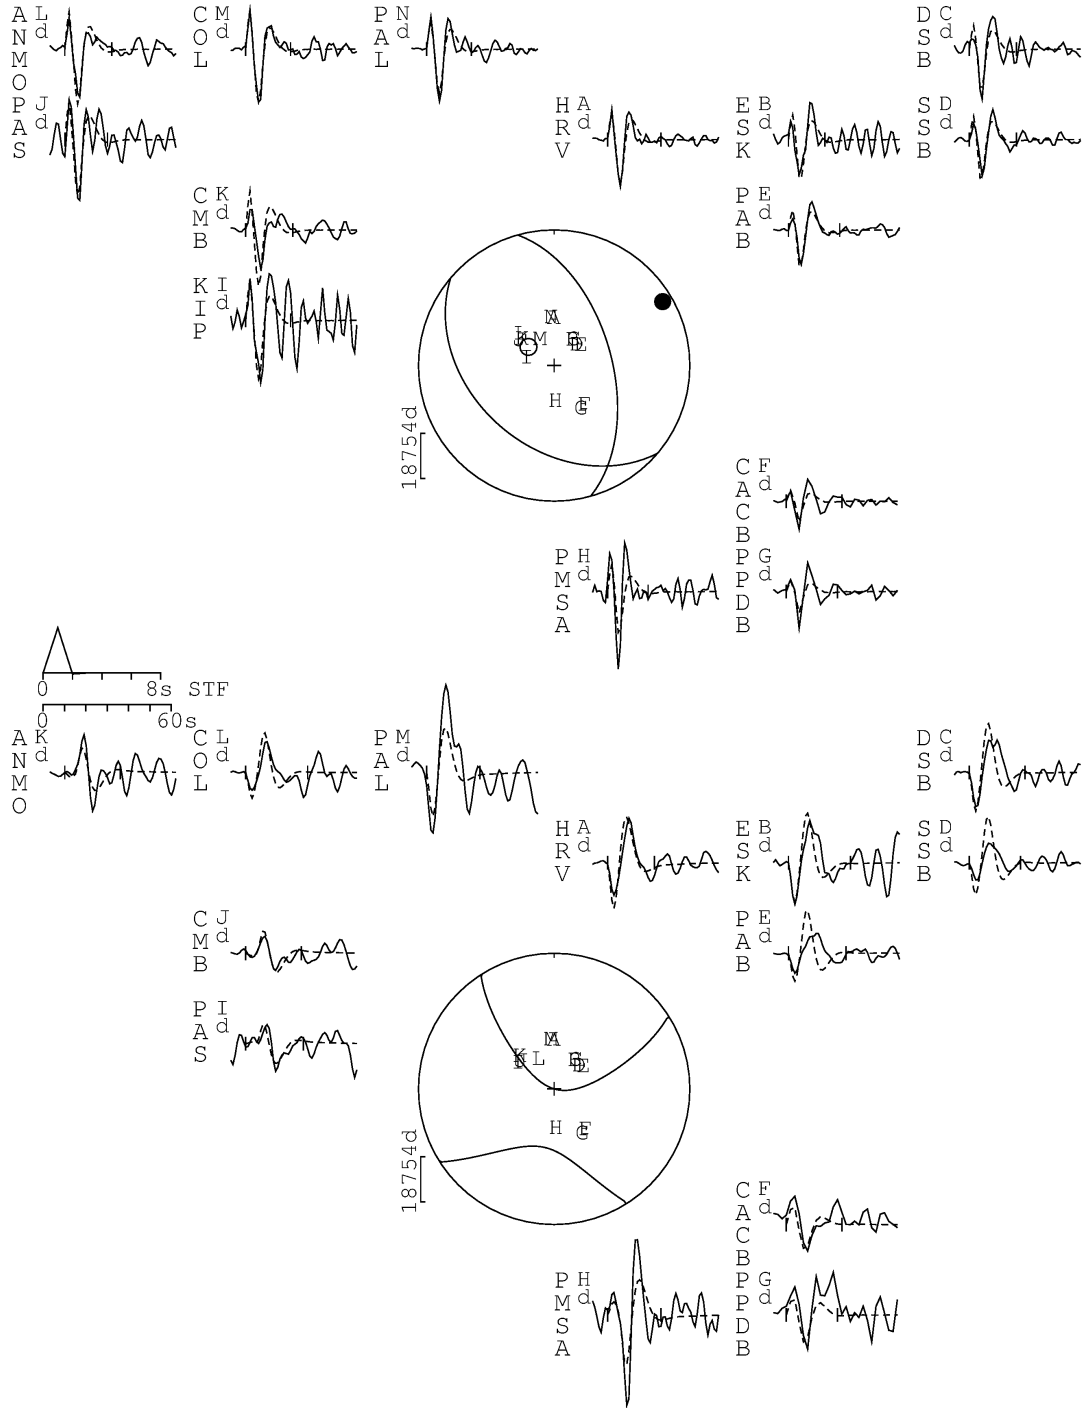 ANMO L d
COL M d
PAL N d
DSB C d
PAS J d
HRV A d
ESK B d
SSB D d
CMB K d
PAB E d
KIP I d
N A
L
J K M B E
I
H F
G
18754d
CACB F d
PMSA H d
PPDB G d
0 8s STF
0 60s
ANMO K d
COL L d
PAL M d
DSB C d
HRV A d
ESK B d
SSB D d
CMB J d
PAB E d
PAS I d
M A
K L B E
I D
H F
G
18754d
CACB F d
PMSA H d
PPDB G d